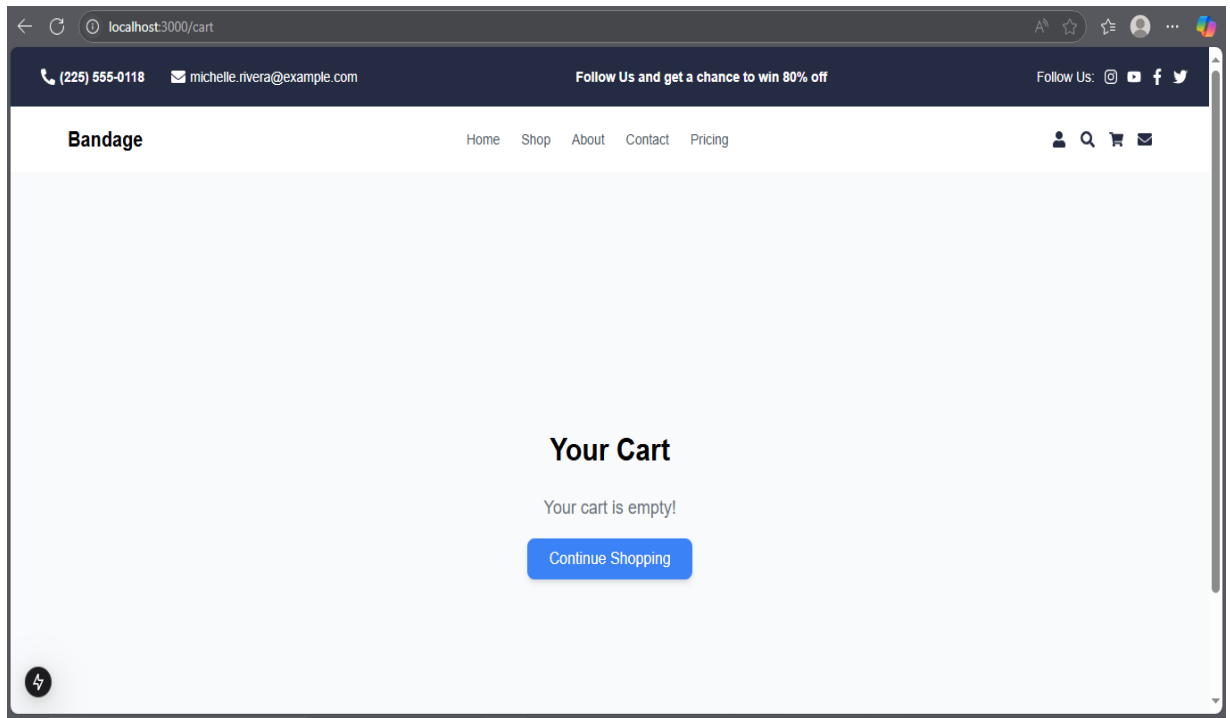 localhost:3000/cart
(225) 555-0118 michelle.rivera@example.com Follow Us and get a chance to win 80% off Follow Us:
Bandage Home Shop About Contact Pricing
Your Cart
Your cart is empty!
Continue Shopping